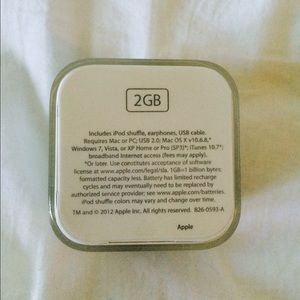 2GB
Includes iPod shuffle, earphones, USB cable.
Requires Mac or PC; USB 2.0; Mac OS X v10.6.8,*
Windows 7, Vista, or XP Home or Pro (SP3)*; iTunes 10.7*;
broadband Internet access (fees may apply).
*Or later. Use constitutes acceptance of software
license at www.apple.com/legal/sla. 1GB=1 billion bytes;
formatted capacity less. Battery has limited recharge
cycles and may eventually need to be replaced by
authorized service provider; see www.apple.com/batteries.
iPod shuffle colors may vary and change over time.
TM and © 2012 Apple Inc. All rights reserved. 826-0593-A
Apple